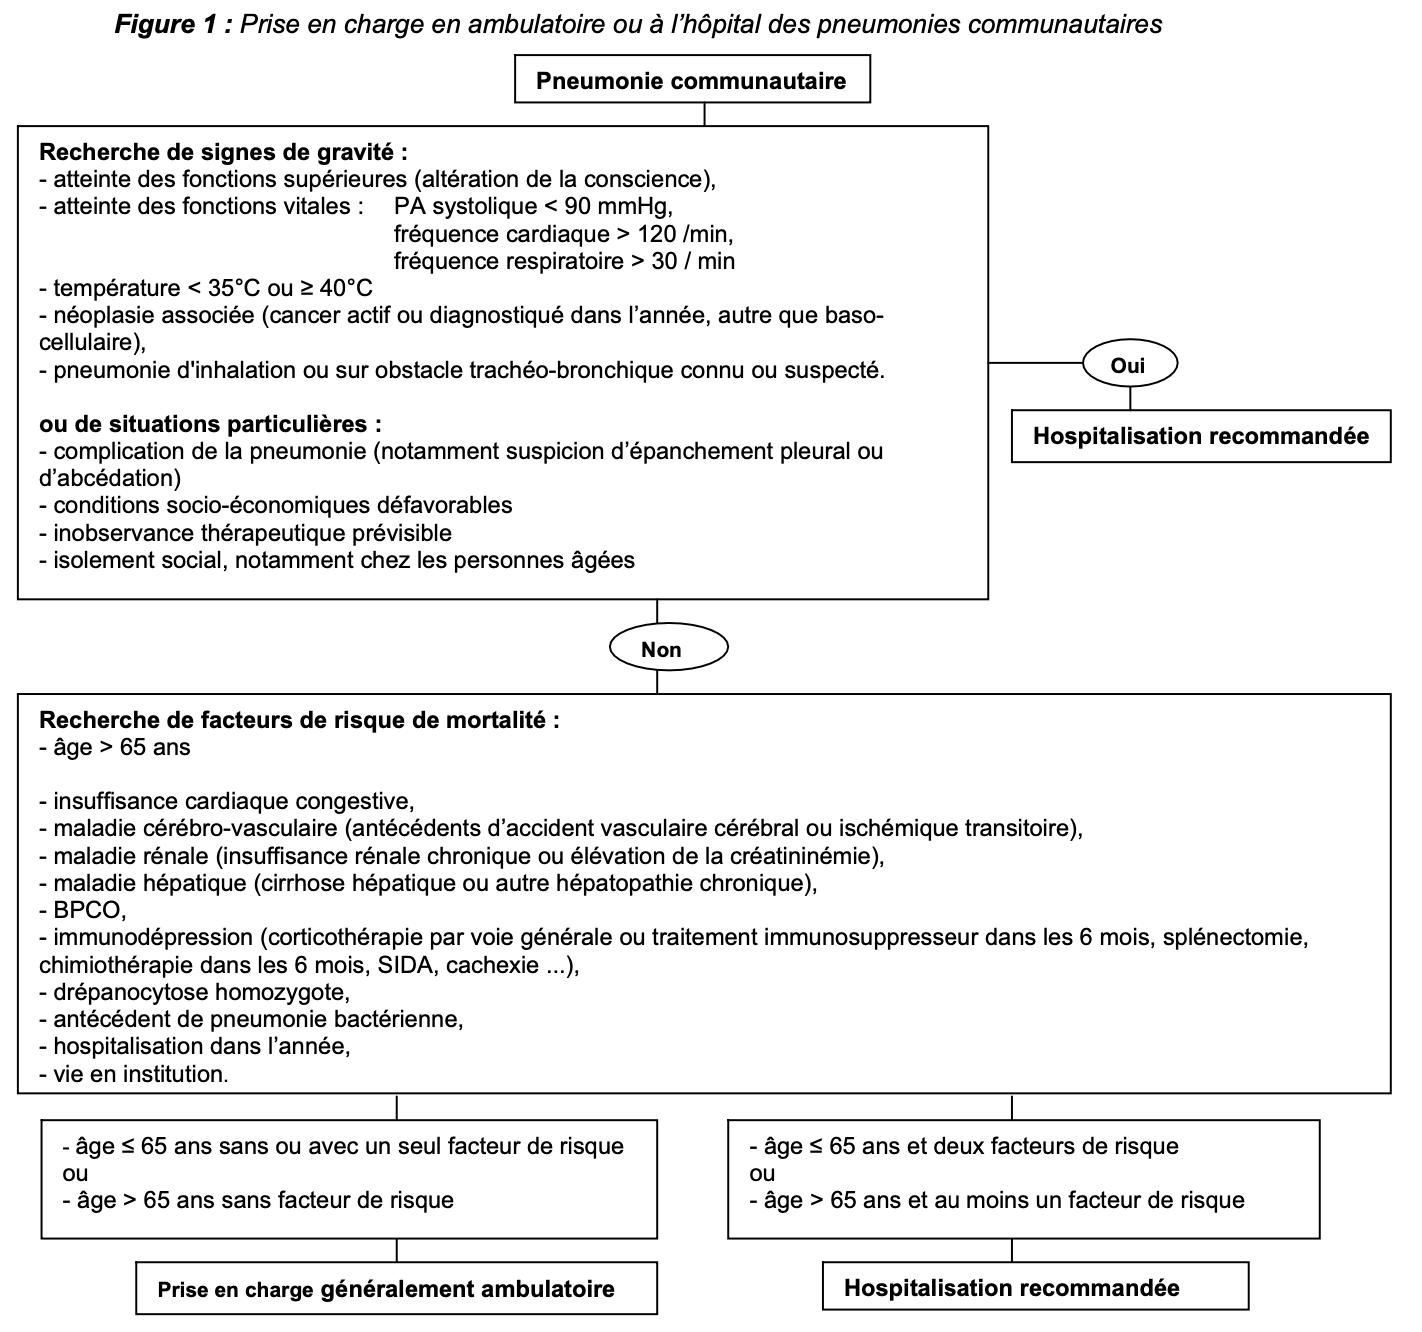 Figure 1 : Prise en charge en ambulatoire ou à l’hôpital des pneumonies communautaires
Pneumonie communautaire
Recherche de signes de gravité :
- atteinte des fonctions supérieures (altération de la conscience),
- atteinte des fonctions vitales : PA systolique < 90 mmHg,
fréquence cardiaque > 120 /min,
fréquence respiratoire > 30 / min
- température < 35°C ou ≥ 40°C
- néoplasie associée (cancer actif ou diagnostiqué dans l’année, autre que baso-
cellulaire),
- pneumonie d'inhalation ou sur obstacle trachéo-bronchique connu ou suspecté.
ou de situations particulières :
- complication de la pneumonie (notamment suspicion d’épanchement pleural ou
d’abcédation)
- conditions socio-économiques défavorables
- inobservance thérapeutique prévisible
- isolement social, notamment chez les personnes âgées
Oui
Hospitalisation recommandée
Non
Recherche de facteurs de risque de mortalité :
- âge > 65 ans
- insuffisance cardiaque congestive,
- maladie cérébro-vasculaire (antécédents d’accident vasculaire cérébral ou ischémique transitoire),
- maladie rénale (insuffisance rénale chronique ou élévation de la créatininémie),
- maladie hépatique (cirrhose hépatique ou autre hépatopathie chronique),
- BPCO,
- immunodépression (corticothérapie par voie générale ou traitement immunosuppresseur dans les 6 mois, splénectomie,
chimiothérapie dans les 6 mois, SIDA, cachexie ...),
- drépanocytose homozygote,
- antécédent de pneumonie bactérienne,
- hospitalisation dans l’année,
- vie en institution.
- âge ≤ 65 ans sans ou avec un seul facteur de risque
ou
- âge > 65 ans sans facteur de risque
Prise en charge généralement ambulatoire
- âge ≤ 65 ans et deux facteurs de risque
ou
- âge > 65 ans et au moins un facteur de risque
Hospitalisation recommandée